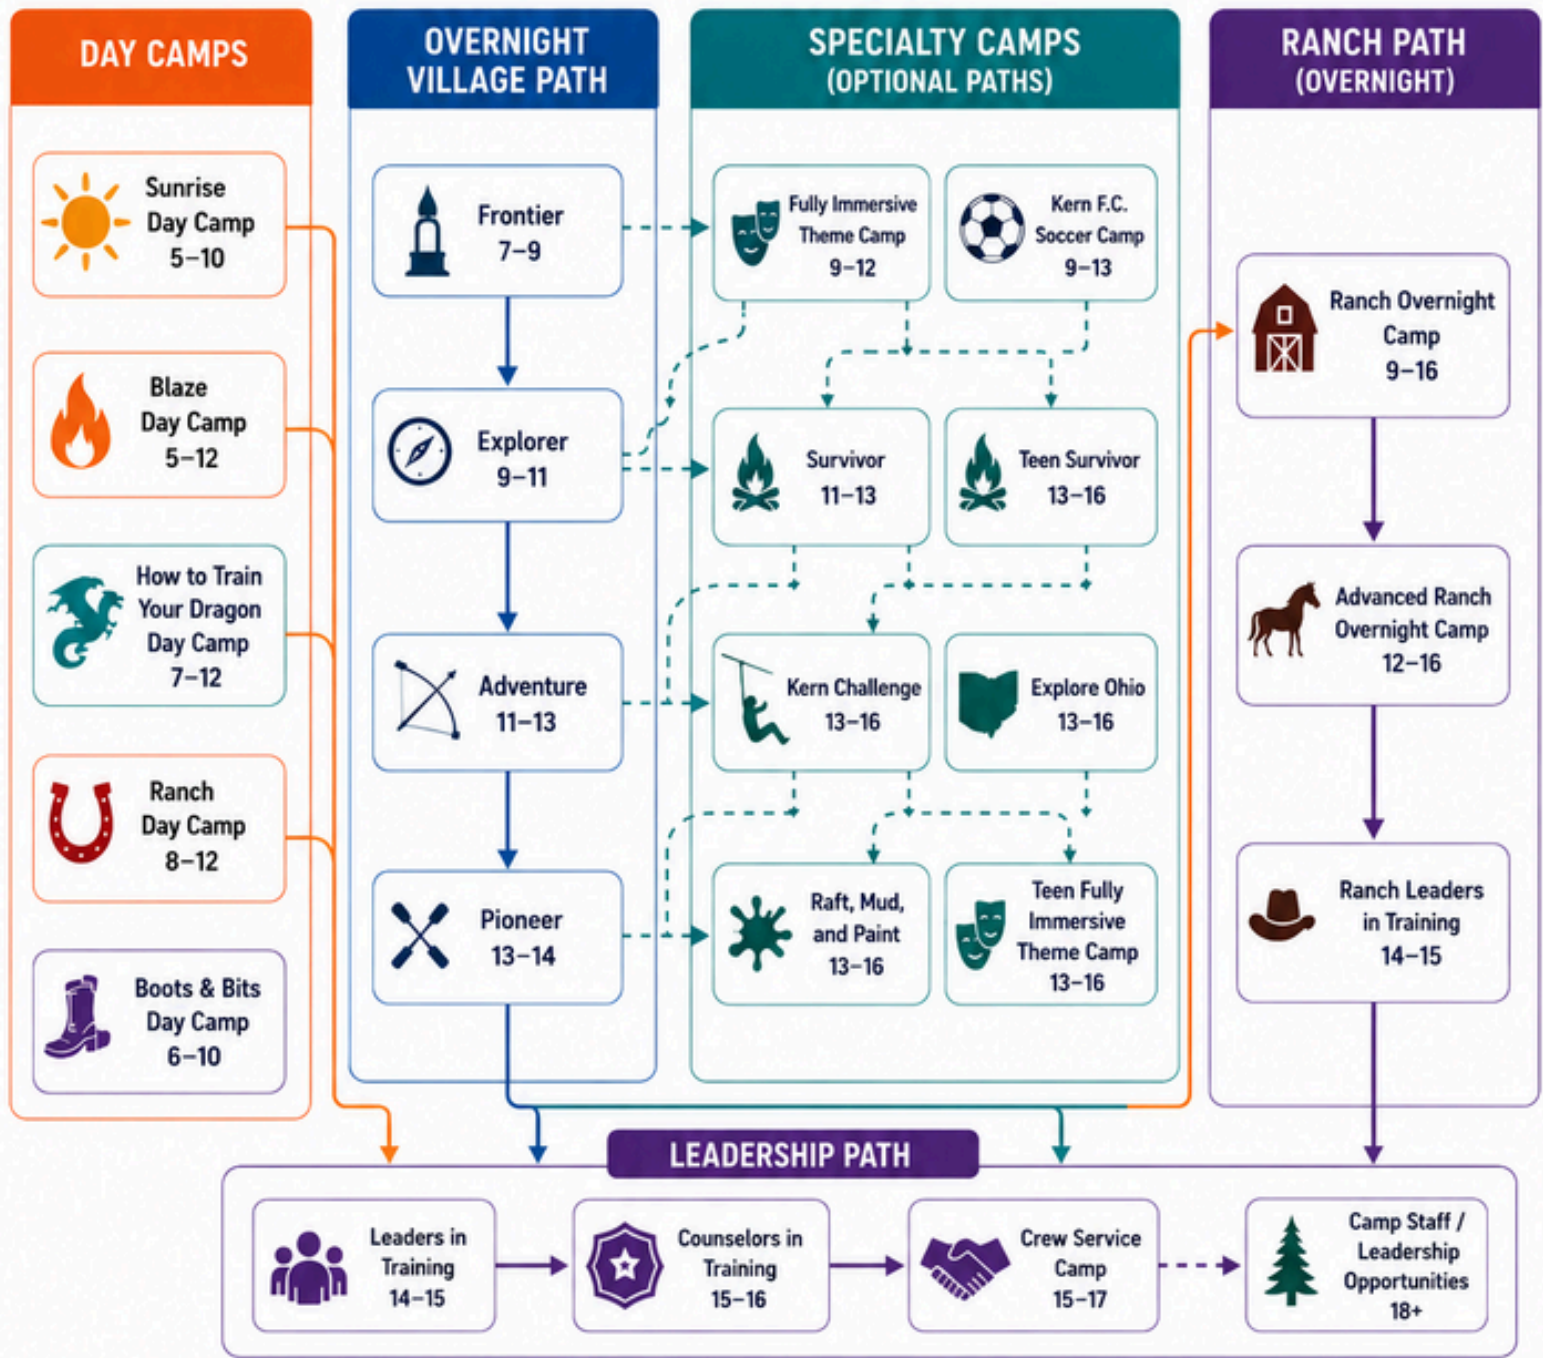 DAY CAMPS
Sunrise
Day Camp
5–10
Blaze
Day Camp
5–12
How to Train
Your Dragon
Day Camp
7–12
Ranch
Day Camp
8–12
Boots & Bits
Day Camp
6–10
OVERNIGHT
VILLAGE PATH
Frontier
7–9
Explorer
9–11
Adventure
11–13
Pioneer
13–14
SPECIALTY CAMPS
(OPTIONAL PATHS)
Fully Immersive
Theme Camp
9–12
Kern F.C.
Soccer Camp
9–13
Survivor
11–13
Teen Survivor
13–16
Kern Challenge
13–16
Explore Ohio
13–16
Raft, Mud,
and Paint
13–16
Teen Fully
Immersive
Theme Camp
13–16
RANCH PATH
(OVERNIGHT)
Ranch Overnight
Camp
9–16
Advanced Ranch
Overnight Camp
12–16
Ranch Leaders
in Training
14–15
LEADERSHIP PATH
Leaders in
Training
14–15
Counselors in
Training
15–16
Crew Service
Camp
15–17
Camp Staff /
Leadership
Opportunities
18+